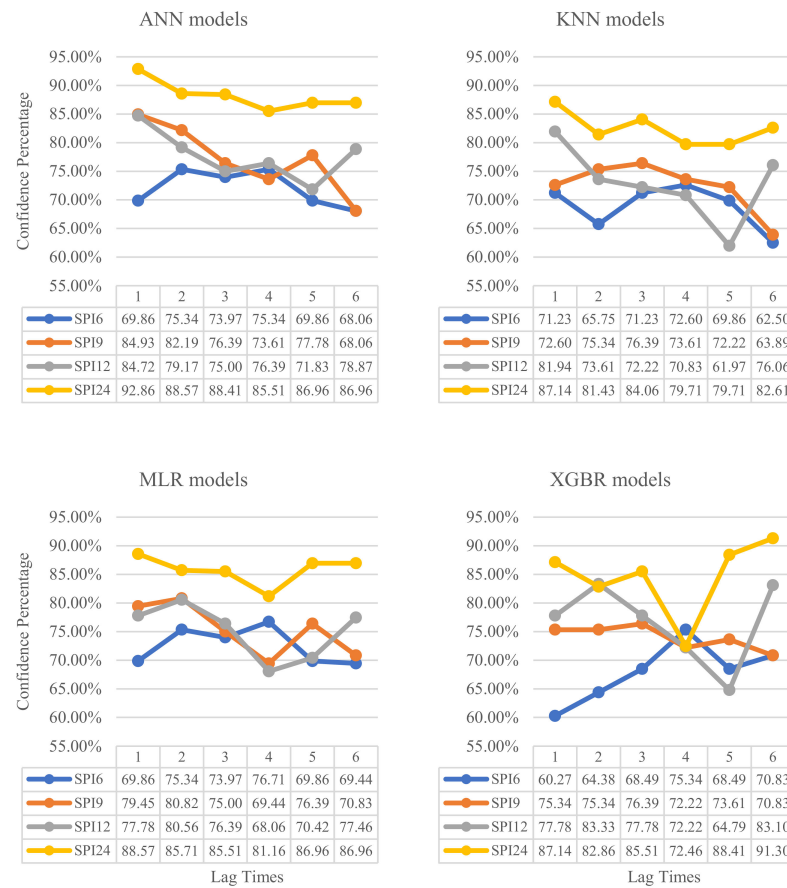 ANN models
95.00%
90.00%
85.00%
80.00%
75.00%
70.00%
65.00%
60.00%
55.00%
Confidence Percentage
1 2 3 4 5 6
SPI6 69.86 75.34 73.97 75.34 69.86 68.06
SPI9 84.93 82.19 76.39 73.61 77.78 68.06
SPI12 84.72 79.17 75.00 76.39 71.83 78.87
SPI24 92.86 88.57 88.41 85.51 86.96 86.96
KNN models
95.00%
90.00%
85.00%
80.00%
75.00%
70.00%
65.00%
60.00%
55.00%
1 2 3 4 5 6
SPI6 71.23 65.75 71.23 72.60 69.86 62.50
SPI9 72.60 75.34 76.39 73.61 72.22 63.89
SPI12 81.94 73.61 72.22 70.83 61.97 76.06
SPI24 87.14 81.43 84.06 79.71 79.71 82.61
MLR models
95.00%
90.00%
85.00%
80.00%
75.00%
70.00%
65.00%
60.00%
55.00%
Confidence Percentage
1 2 3 4 5 6
SPI6 69.86 75.34 73.97 76.71 69.86 69.44
SPI9 79.45 80.82 75.00 69.44 76.39 70.83
SPI12 77.78 80.56 76.39 68.06 70.42 77.46
SPI24 88.57 85.71 85.51 81.16 86.96 86.96
Lag Times
XGBR models
95.00%
90.00%
85.00%
80.00%
75.00%
70.00%
65.00%
60.00%
55.00%
1 2 3 4 5 6
SPI6 60.27 64.38 68.49 75.34 68.49 70.83
SPI9 75.34 75.34 76.39 72.22 73.61 70.83
SPI12 77.78 83.33 77.78 72.22 64.79 83.10
SPI24 87.14 82.86 85.51 72.46 88.41 91.30
Lag Times